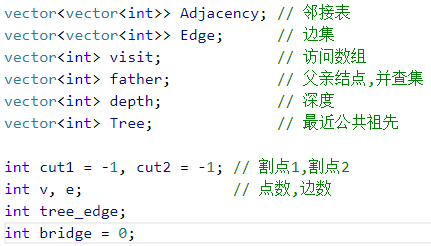 vector<vector<int>> Adjacency; // 邻接表
vector<vector<int>> Edge; // 边集
vector<int> visit; // 访问数组
vector<int> father; // 父亲结点,并查集
vector<int> depth; // 深度
vector<int> Tree; // 最近公共祖先
int cut1 = -1, cut2 = -1; // 割点1,割点2
int v, e; // 点数,边数
int tree_edge;
int bridge = 0;